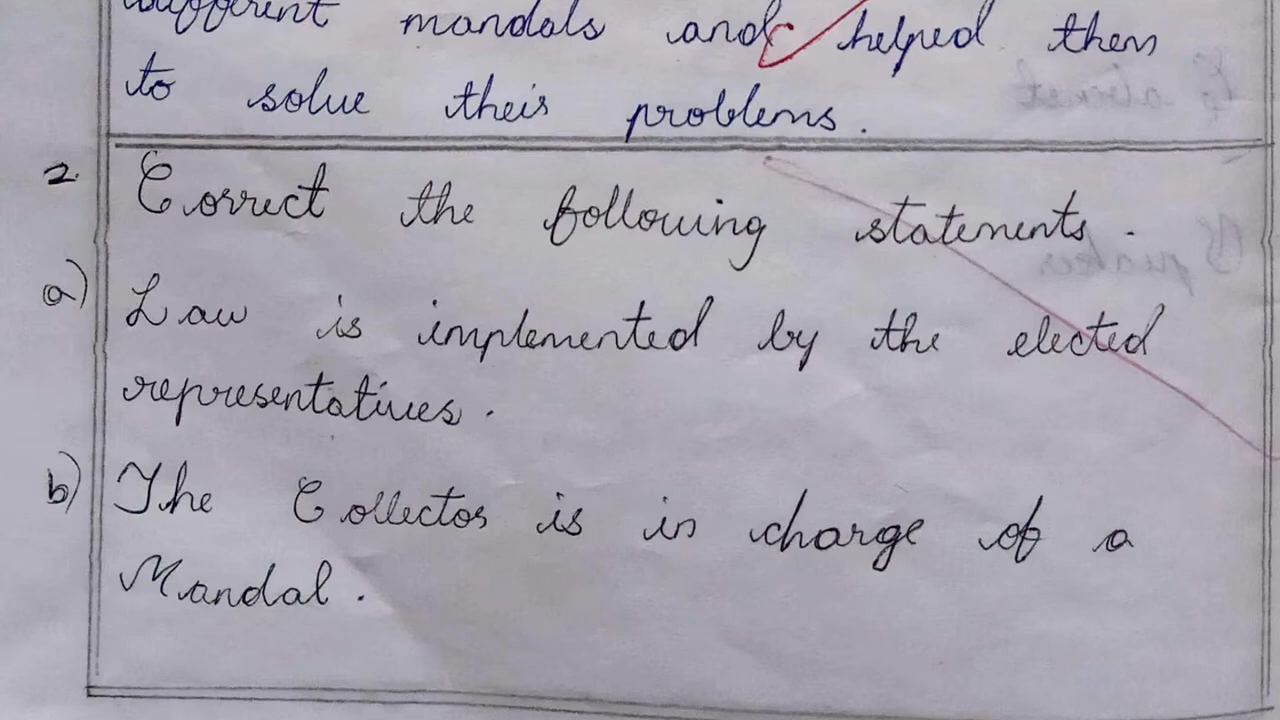 different mandals and helped them
to solve their problems.
2. Correct the following statements.
a) Law is implemented by the elected
representatives.
b) The Collector is in charge of a
Mandal.